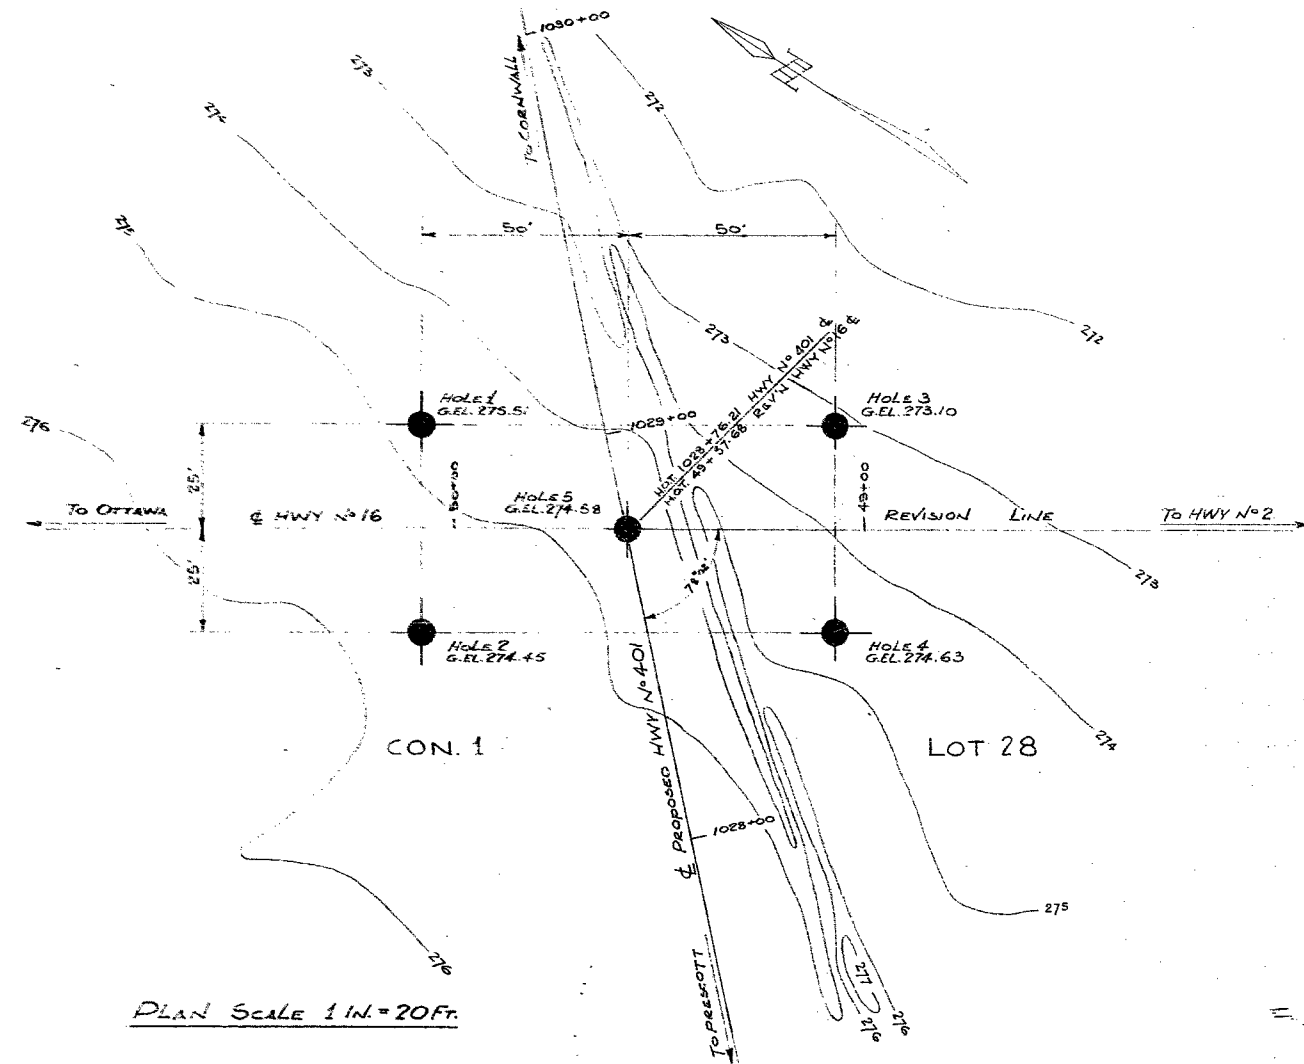 1030+00
TO CORNWALL
273
272
274
275
50'
50'
273
272
HWY No 401 ℄
REV'N HWY No 16 ℄
H.O.T. 1028+76.21
H.O.T. 49+37.68
HOLE 1
G.EL. 275.5
HOLE 3
G.EL. 273.10
1029+00
276
25'
50+00
49+00
HOLE 5
G.EL. 274.58
TO OTTAWA
℄ HWY No 16
REVISION LINE
TO HWY No 2
25'
273
HOLE 2
G.EL. 274.45
HOLE 4
G.EL. 274.63
℄ PROPOSED HWY No 401
CON. 1
LOT 28
274
1028+00
275
276
277
276
276
TO PRESCOTT
PLAN SCALE 1 IN. = 20 FT.